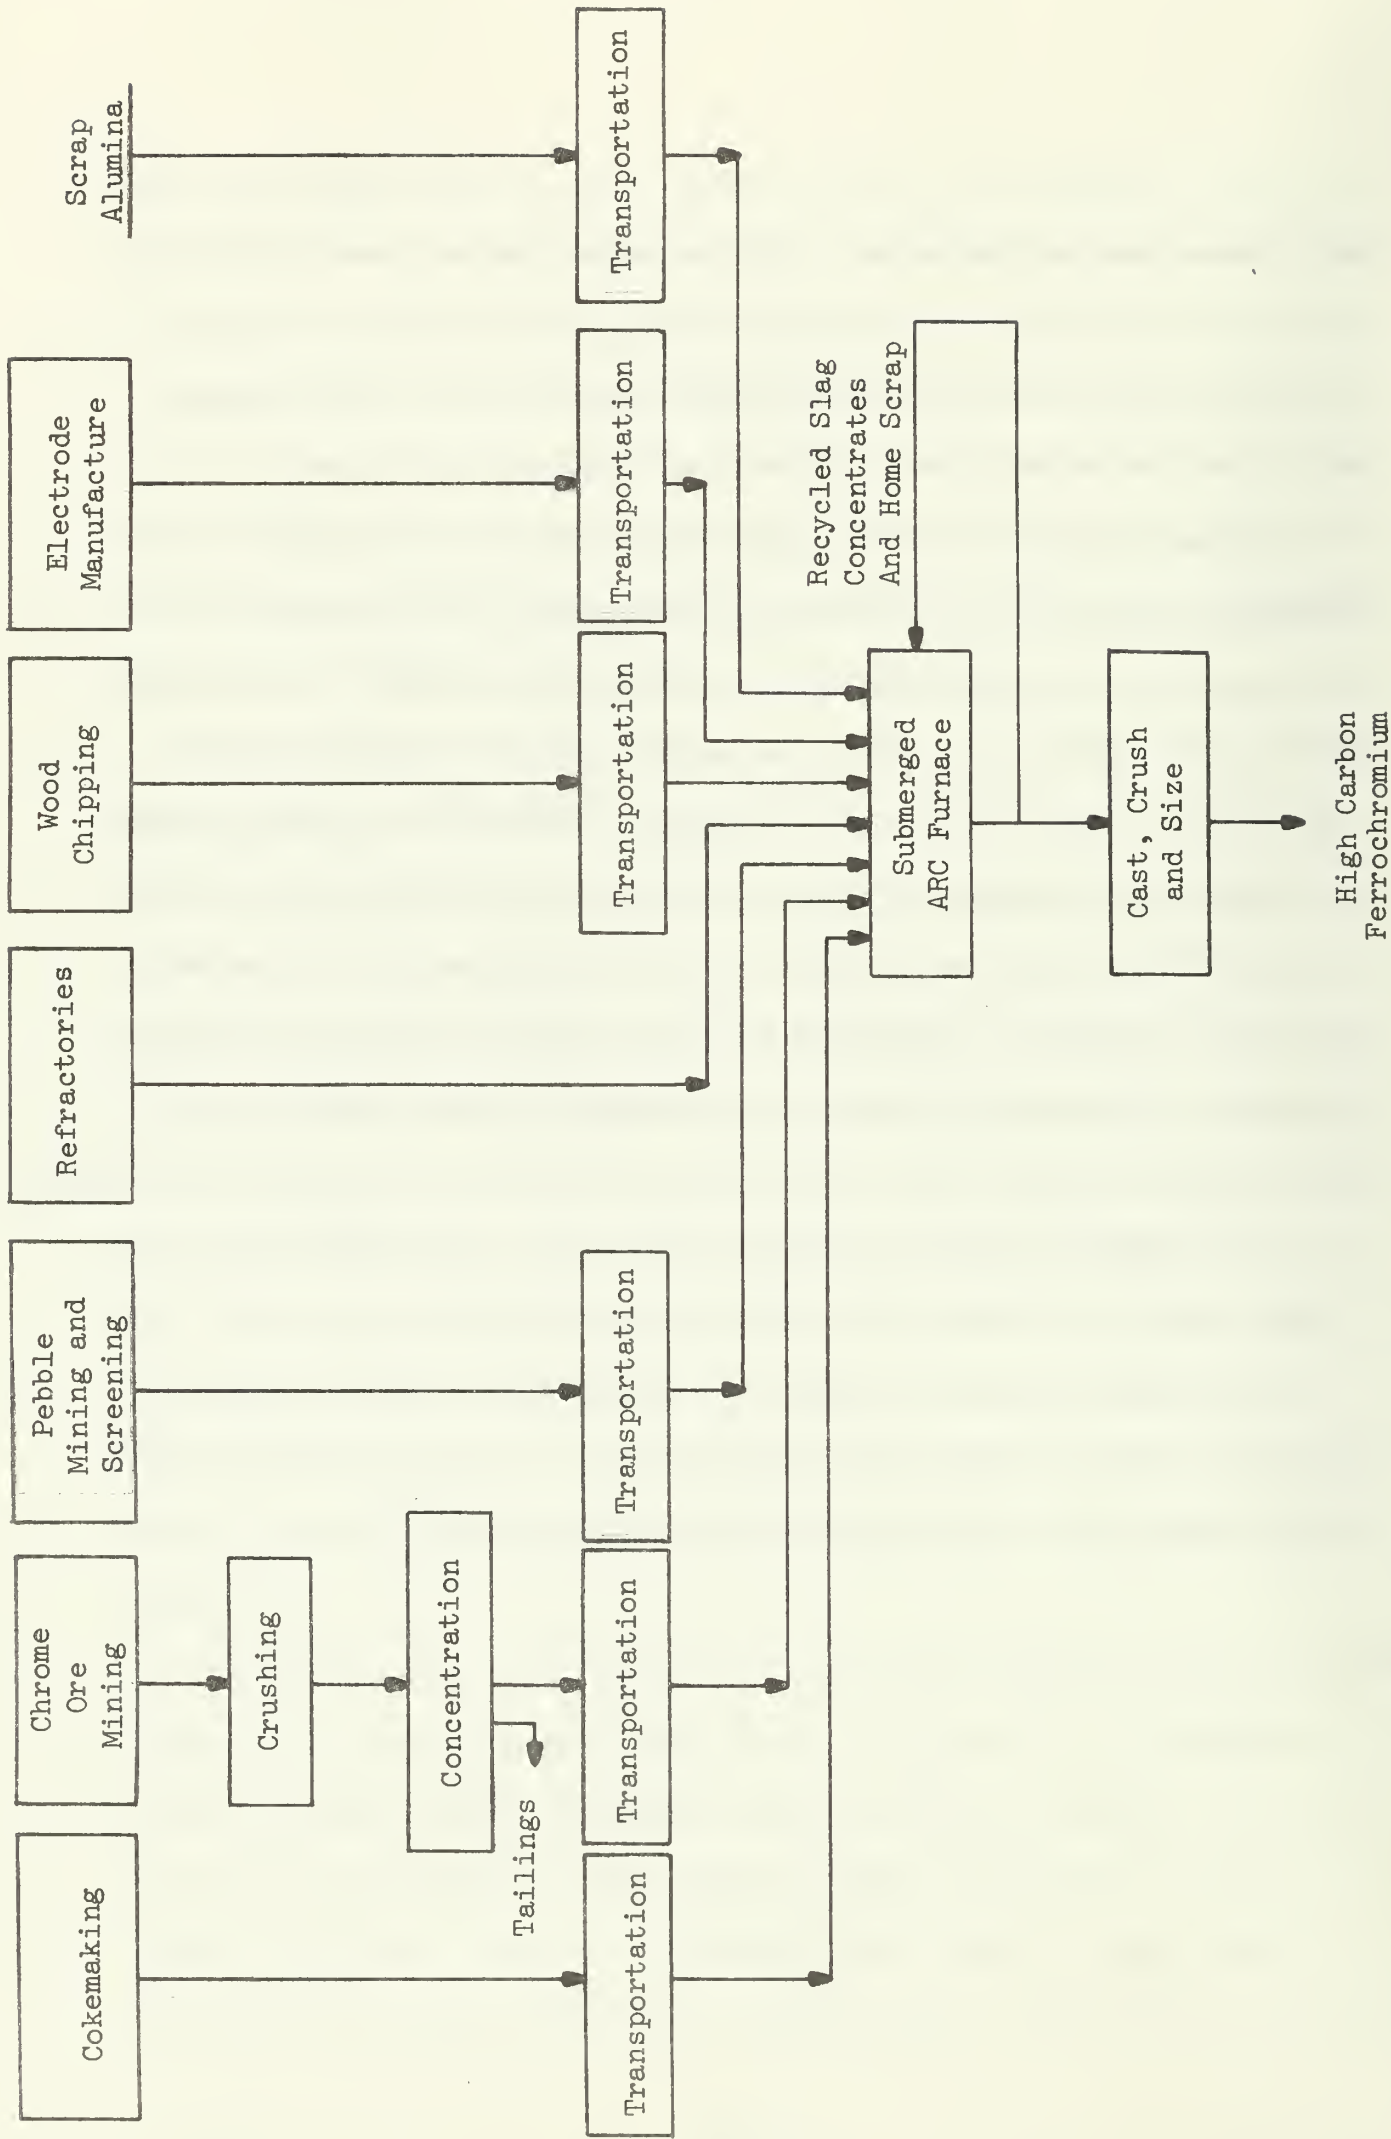 Cokemaking
Chrome
Ore
Mining
Pebble
Mining and
Screening
Refractories
Wood
Chipping
Electrode
Manufacture
Scrap
Alumina
Crushing
Concentration
Tailings
Transportation
Transportation
Transportation
Transportation
Transportation
Transportation
Recycled Slag
Concentrates
And Home Scrap
Submerged
ARC Furnace
Cast, Crush
and Size
High Carbon
Ferrochromium